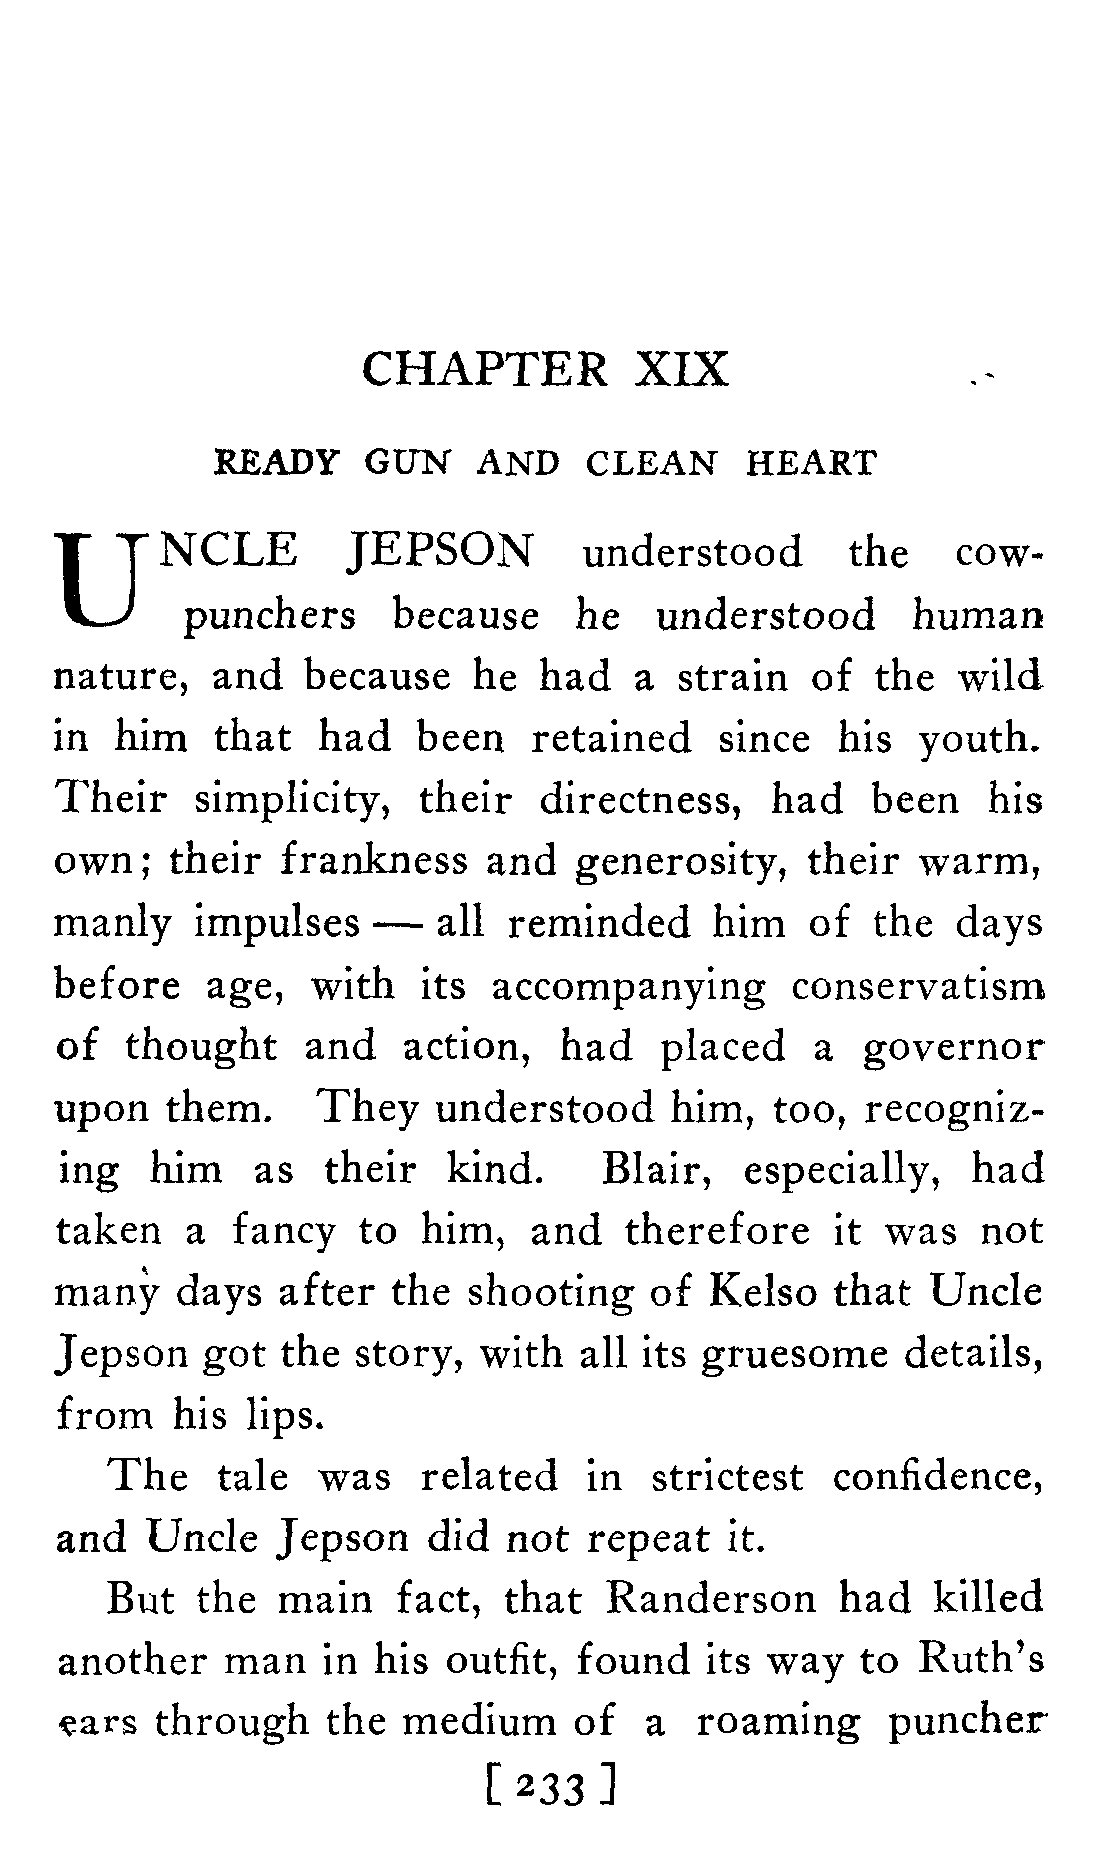 CHAPTER XIX
READY GUN AND CLEAN HEART
UNCLE JEPSON understood the cow-
punchers because he understood human
nature, and because he had a strain of the wild
in him that had been retained since his youth.
Their simplicity, their directness, had been his
own; their frankness and generosity, their warm,
manly impulses — all reminded him of the days
before age, with its accompanying conservatism
of thought and action, had placed a governor
upon them. They understood him, too, recogniz-
ing him as their kind. Blair, especially, had
taken a fancy to him, and therefore it was not
many days after the shooting of Kelso that Uncle
Jepson got the story, with all its gruesome details,
from his lips.
The tale was related in strictest confidence,
and Uncle Jepson did not repeat it.
But the main fact, that Randerson had killed
another man in his outfit, found its way to Ruth's
ears through the medium of a roaming puncher
[ 233 ]